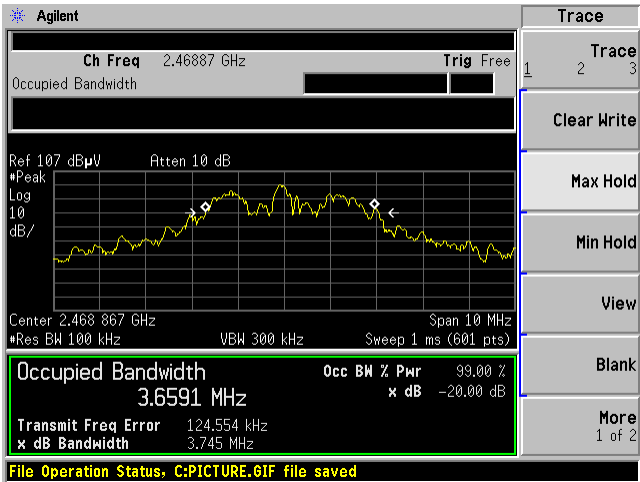 Agilent
Trace
Ch Freq 2.46887 GHz Trig Free
Occupied Bandwidth
Trace
1 2 3
Clear Write
Max Hold
Min Hold
View
Blank
More
1 of 2
Ref 107 dBµV Atten 10 dB
#Peak
Log
10
dB/
Center 2.468 867 GHz Span 10 MHz
#Res BW 100 kHz VBW 300 kHz Sweep 1 ms (601 pts)
Occupied Bandwidth Occ BW % Pwr 99.00 %
3.6591 MHz x dB -20.00 dB
Transmit Freq Error 124.554 kHz
x dB Bandwidth 3.745 MHz
File Operation Status, C:PICTURE.GIF file saved